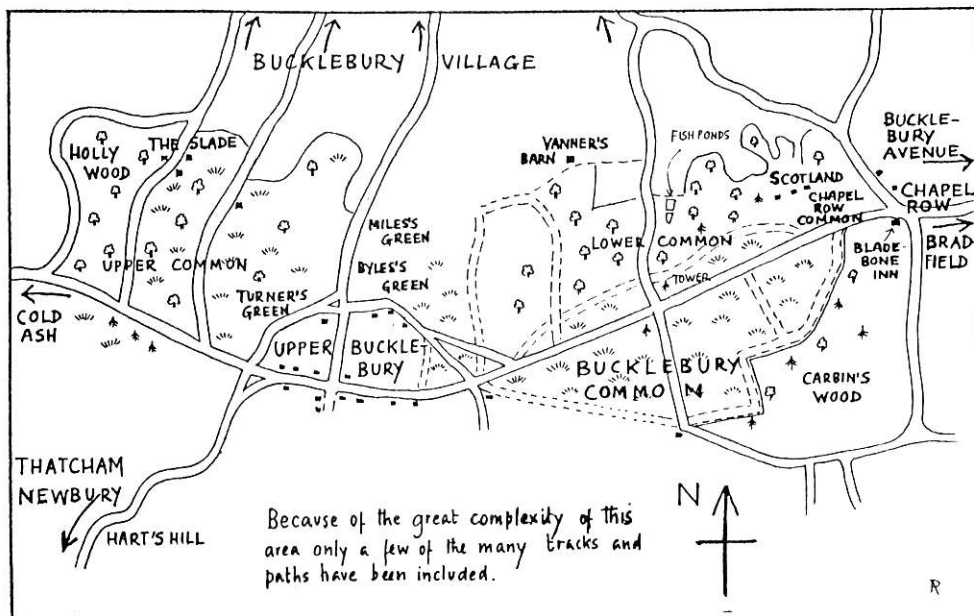 BUCKLEBURY VILLAGE
HOLLY
WOOD
THE SLADE
VANNER'S
BARN
FISH PONDS
BUCKLE-
BURY
AVENUE
SCOTLAND
CHAPEL
ROW
COMMON
CHAPEL
ROW
MILES'S
GREEN
LOWER COMMON
BLADE-
BONE
INN
BRAD-
FIELD
UPPER COMMON
BYLES'S
GREEN
TOWER
TURNER'S
GREEN
COLD
ASH
UPPER BUCKLE-
BURY
BUCKLEBURY
COMMON
CARBIN'S
WOOD
THATCHAM
NEWBURY
HART'S HILL
N
Because of the great complexity of this
area only a few of the many tracks and
paths have been included.
R